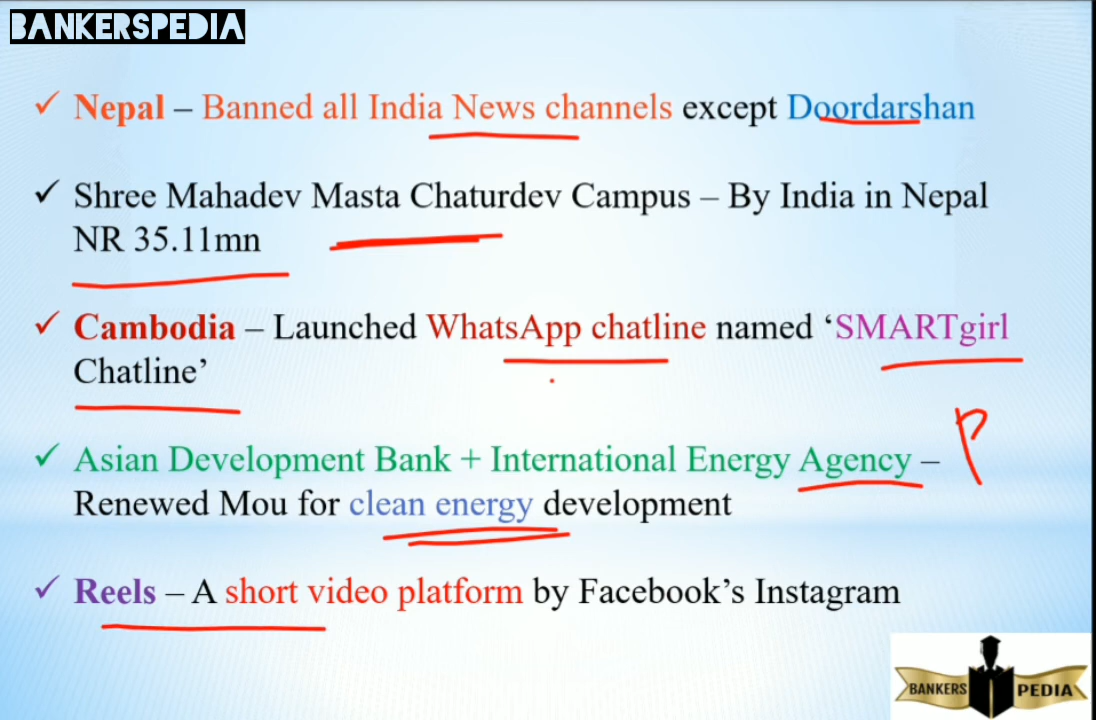 BANKERSPEDIA
✓ Nepal – Banned all India News channels except Doordarshan
✓ Shree Mahadev Masta Chaturdev Campus – By India in Nepal
NR 35.11mn
✓ Cambodia – Launched WhatsApp chatline named ‘SMARTgirl
Chatline’
✓ Asian Development Bank + International Energy Agency –
Renewed Mou for clean energy development
✓ Reels – A short video platform by Facebook’s Instagram
BANKERS PEDIA